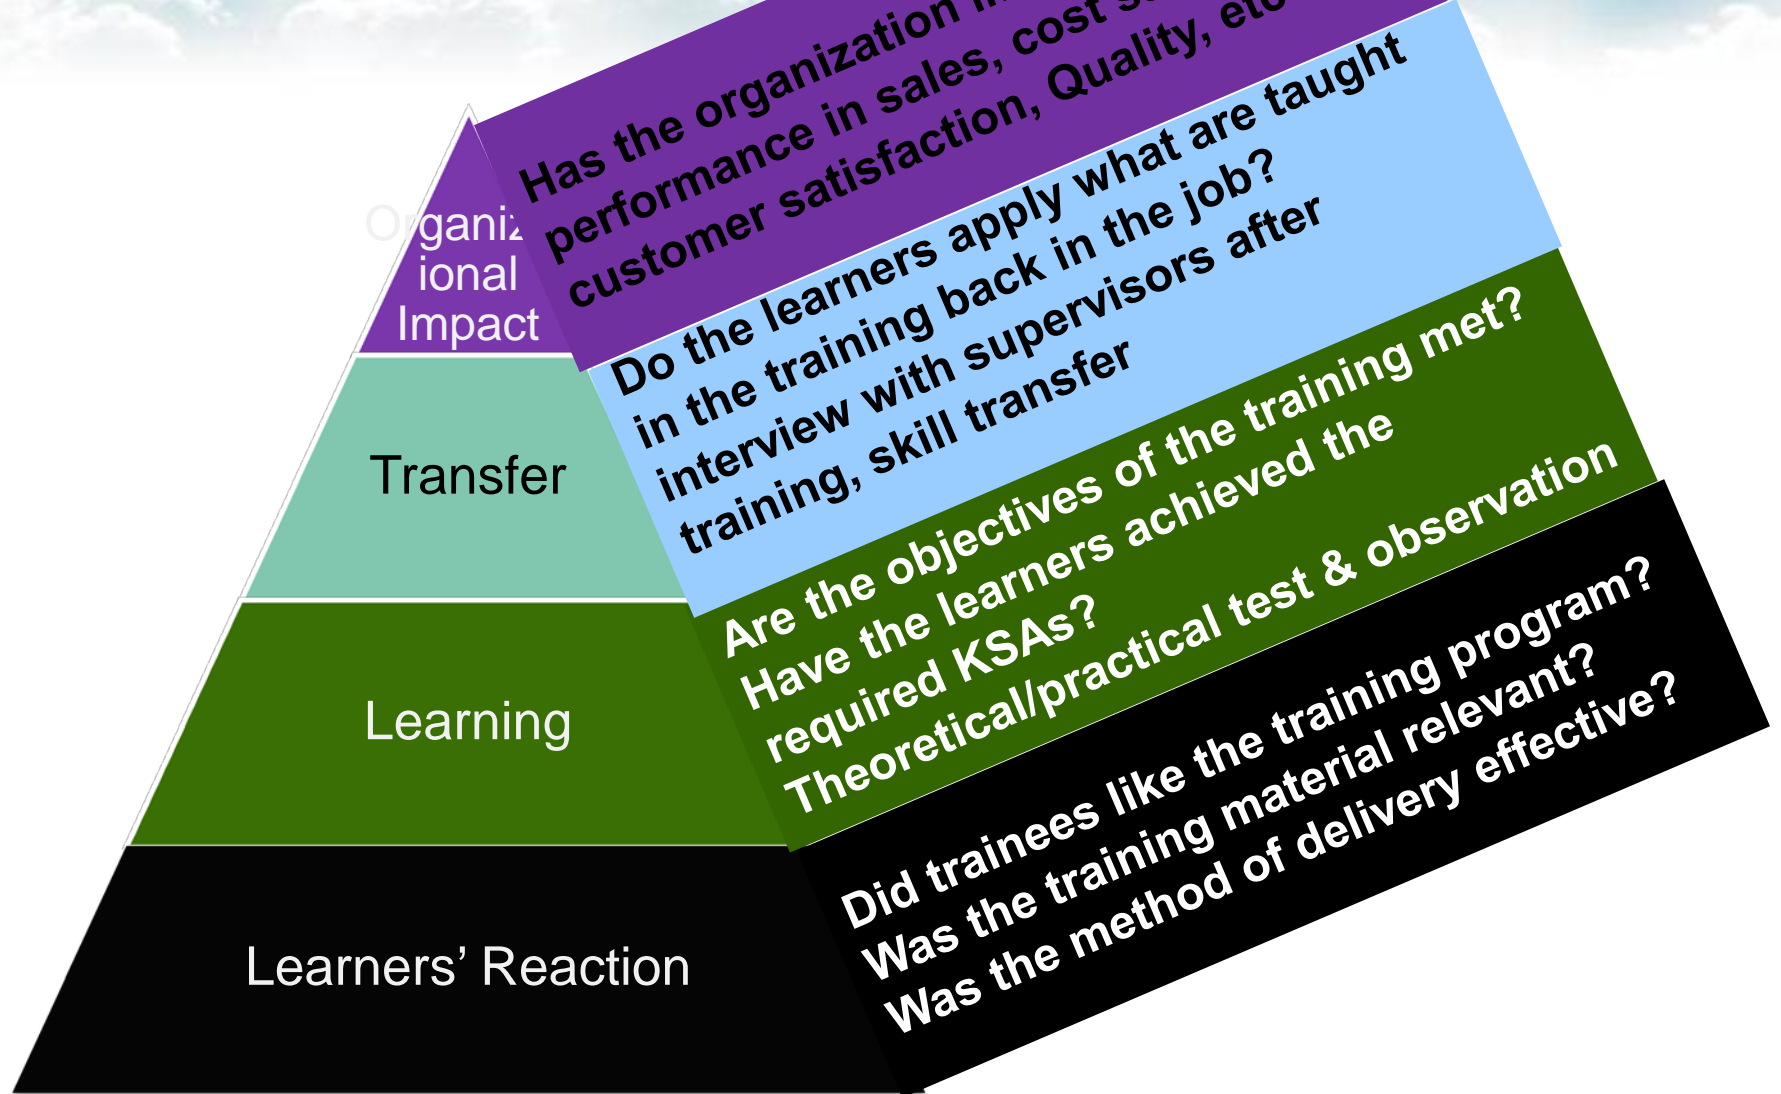 Has the organization
performance in sales, cost
customer satisfaction, Quality, etc
Organiz
ional
Impact
Do the learners apply what are taught
in the training back in the job?
interview with supervisors after
training, skill transfer
Transfer
Are the objectives of the training met?
Have the learners achieved the
required KSAs?
Theoretical/practical test & observation
Learning
Did trainees like the training program?
Was the training material relevant?
Was the method of delivery effective?
Learners’ Reaction